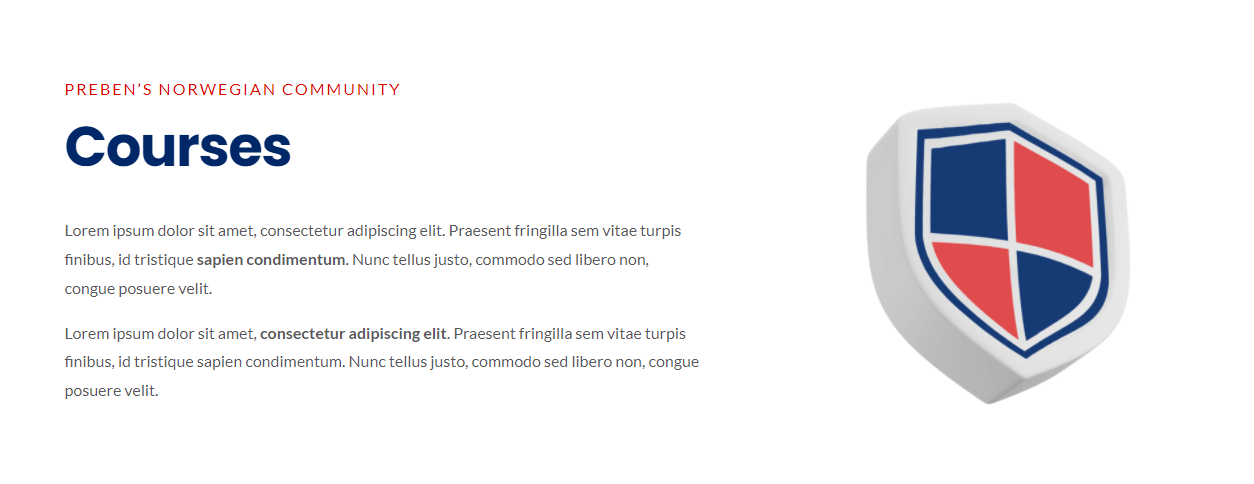 PREBEN’S NORWEGIAN COMMUNITY
Courses
Lorem ipsum dolor sit amet, consectetur adipiscing elit. Praesent fringilla sem vitae turpis
finibus, id tristique sapien condimentum. Nunc tellus justo, commodo sed libero non,
congue posuere velit.
Lorem ipsum dolor sit amet, consectetur adipiscing elit. Praesent fringilla sem vitae turpis
finibus, id tristique sapien condimentum. Nunc tellus justo, commodo sed libero non, congue
posuere velit.